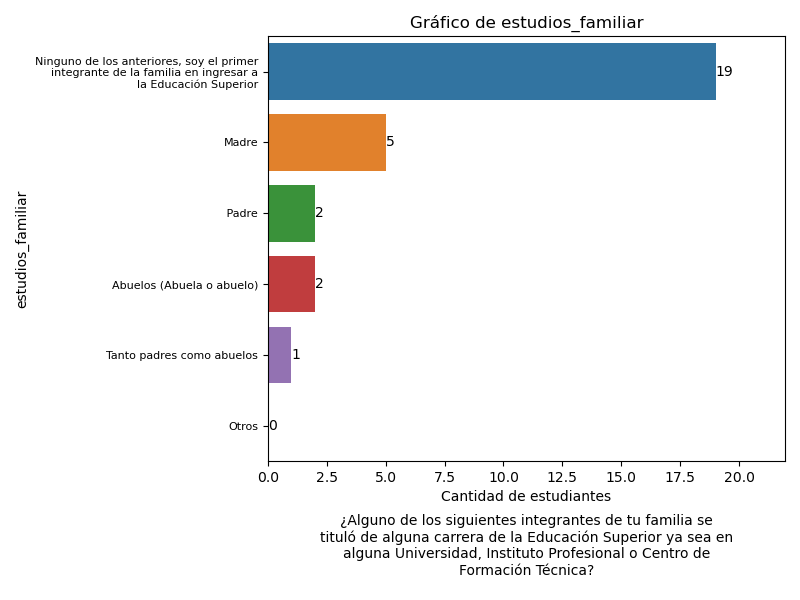 Gráfico de estudios_familiar
Ninguno de los anteriores, soy el primer
integrante de la familia en ingresar a
la Educación Superior
19
Madre
5
Padre
2
Abuelos (Abuela o abuelo)
2
Tanto padres como abuelos
1
Otros
0
estudios_familiar
0.0 2.5 5.0 7.5 10.0 12.5 15.0 17.5 20.0
Cantidad de estudiantes
¿Alguno de los siguientes integrantes de tu familia se
tituló de alguna carrera de la Educación Superior ya sea en
alguna Universidad, Instituto Profesional o Centro de
Formación Técnica?